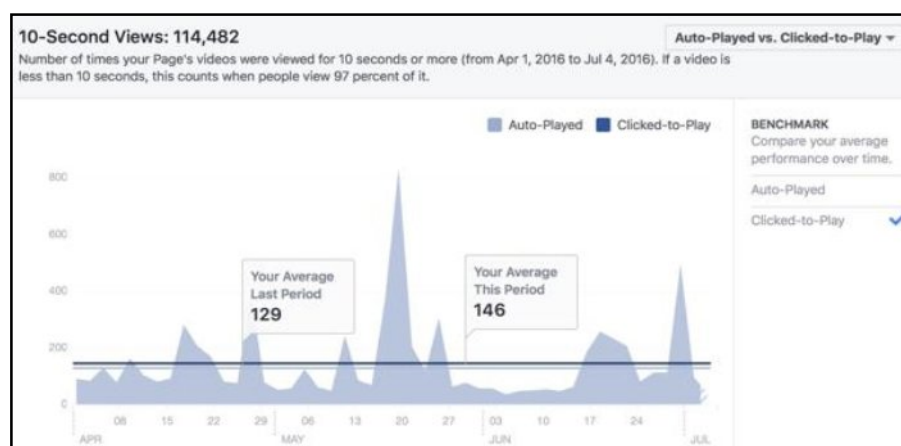 10-Second Views: 114,482
Auto-Played vs. Clicked-to-Play
Number of times your Page's videos were viewed for 10 seconds or more (from Apr 1, 2016 to Jul 4, 2016). If a video is
less than 10 seconds, this counts when people view 97 percent of it.
Auto-Played Clicked-to-Play
BENCHMARK
Compare your average
performance over time.
Auto-Played
Clicked-to-Play
800
600
400
200
0
Your Average
Last Period
129
Your Average
This Period
146
08 15 22 29 06 13 20 27 03 10 17 24
APR MAY JUN JUL